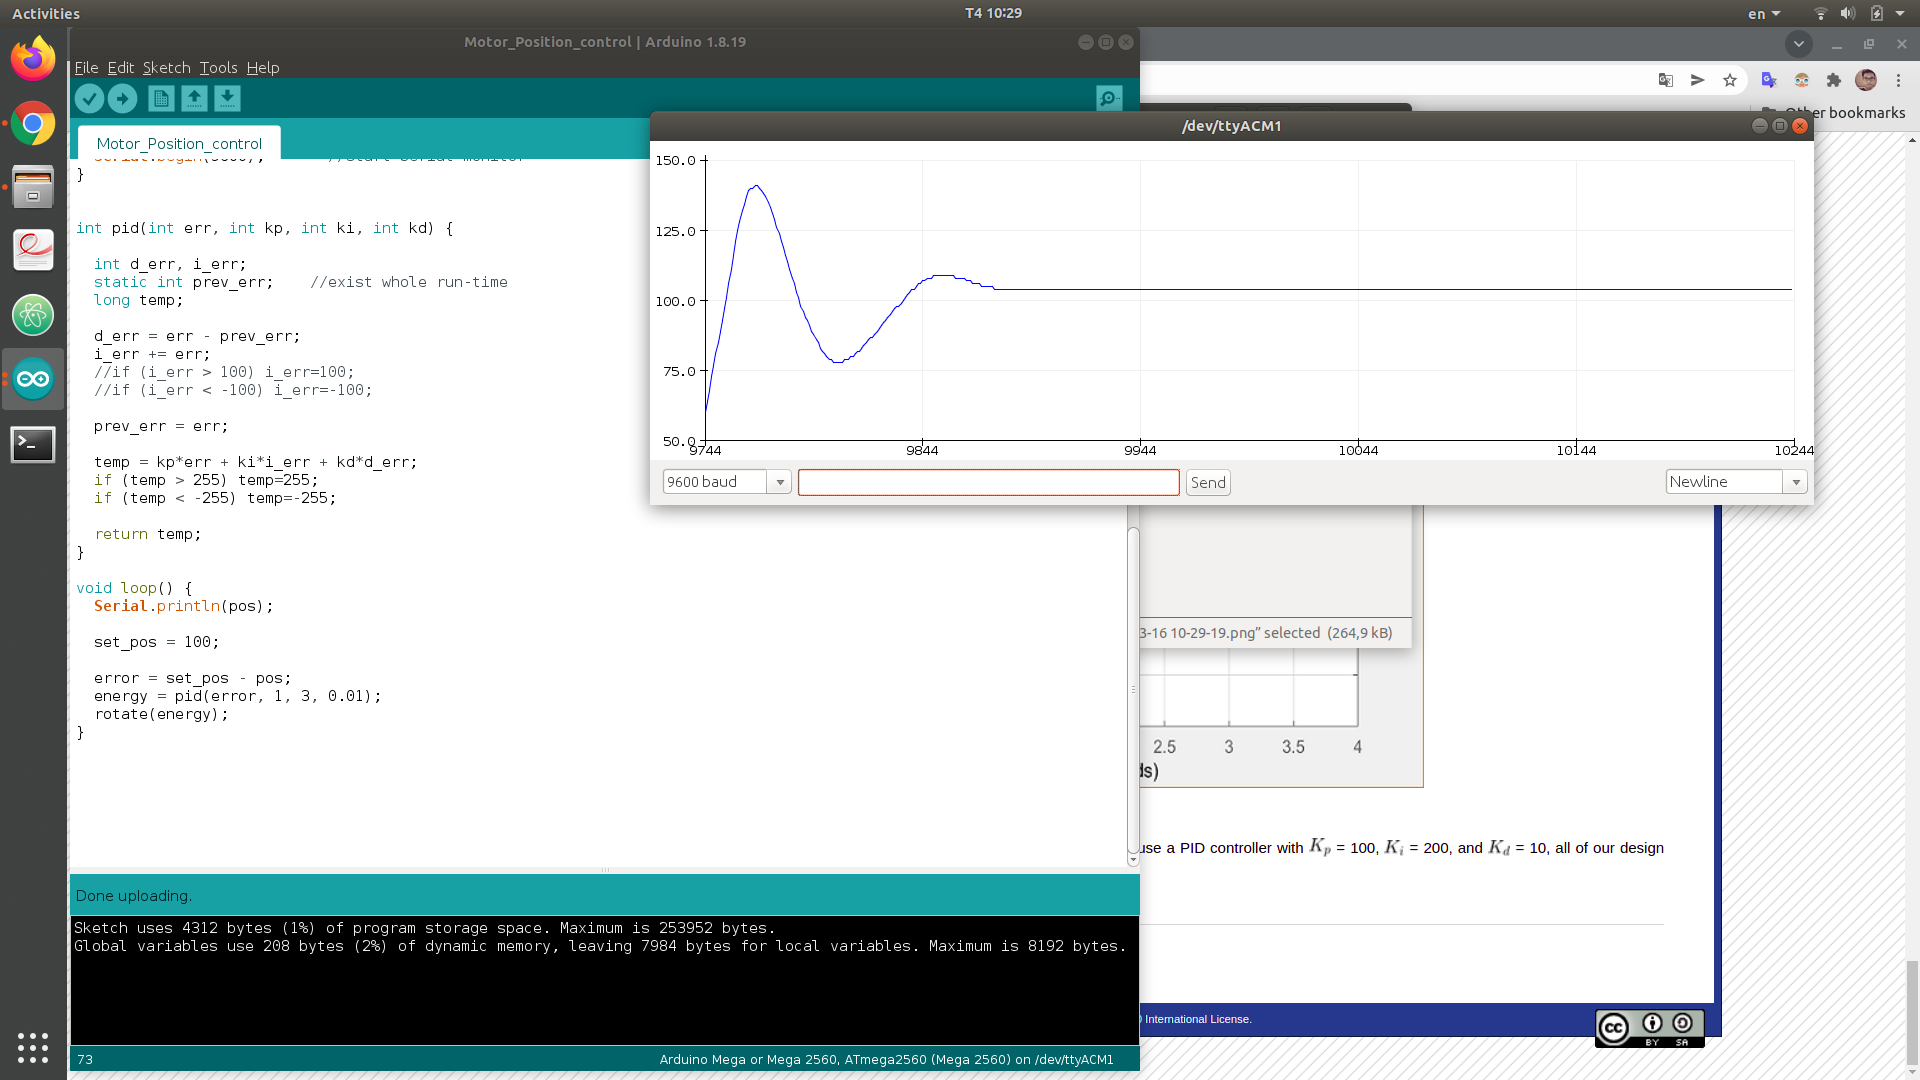 Activities
T4 10:29
en
Motor_Position_control | Arduino 1.8.19
File Edit Sketch Tools Help
Other bookmarks
Motor_Position_control
Serial.begin(9600); //Start Serial monitor
}
int pid(int err, int kp, int ki, int kd) {
int d_err, i_err;
static int prev_err; //exist whole run-time
long temp;
d_err = err - prev_err;
i_err += err;
//if (i_err > 100) i_err=100;
//if (i_err < -100) i_err=-100;
prev_err = err;
temp = kp*err + ki*i_err + kd*d_err;
if (temp > 255) temp=255;
if (temp < -255) temp=-255;
return temp;
}
void loop() {
Serial.println(pos);
set_pos = 100;
error = set_pos - pos;
energy = pid(error, 1, 3, 0.01);
rotate(energy);
}
/dev/ttyACM1
150.0
125.0
100.0
75.0
50.0
9744 9844 9944 10044 10144 10244
9600 baud
Send
Newline
3-16 10-29-19.png” selected (264,9 kB)
2.5 3 3.5 4
ds)
use a PID controller with Kp = 100, Ki = 200, and Kd = 10, all of our design
International License.
cc BY SA
Done uploading.
Sketch uses 4312 bytes (1%) of program storage space. Maximum is 253952 bytes.
Global variables use 208 bytes (2%) of dynamic memory, leaving 7984 bytes for local variables. Maximum is 8192 bytes.
73
Arduino Mega or Mega 2560, ATmega2560 (Mega 2560) on /dev/ttyACM1